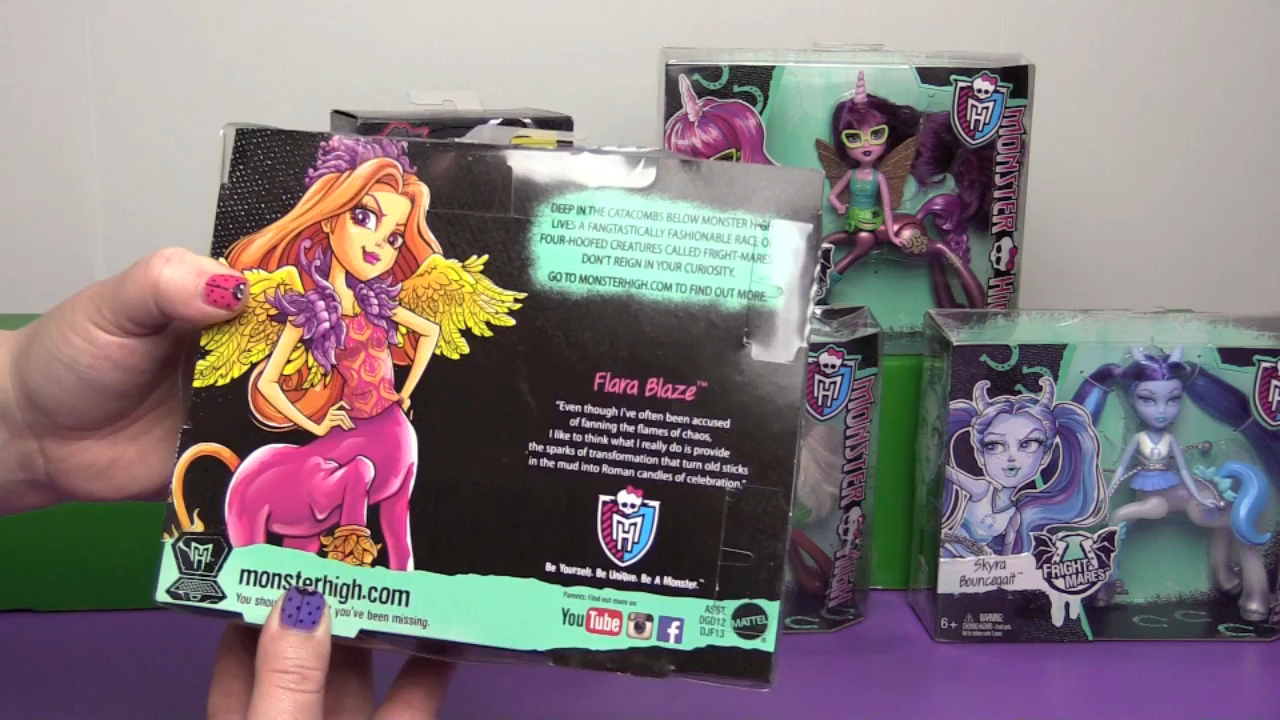 DEEP IN THE CATACOMBS BELOW MONSTER HIGH
LIVES A FANGTASTICALLY FASHIONABLE RACE O
FOUR-HOOFED CREATURES CALLED FRIGHT-MARES
DON'T REIGN IN YOUR CURIOSITY.
GO TO MONSTERHIGH.COM TO FIND OUT MORE
Flara Blaze™
"Even though I've often been accused
of fanning the flames of chaos,
I like to think what I really do is provide
the sparks of transformation that turn old sticks
in the mud into Roman candles of celebration."
Be Yourself. Be Unique. Be A Monster.™
monsterhigh.com
You shou you've been missing.
Parents: Find out more on
YouTube
f
ASST.
DGD12
DJF13
MATTEL
MONSTER HIGH
MONSTER HIGH
Skyra
Bouncegait™
FRIGHT-
MARES
6+
WARNING: